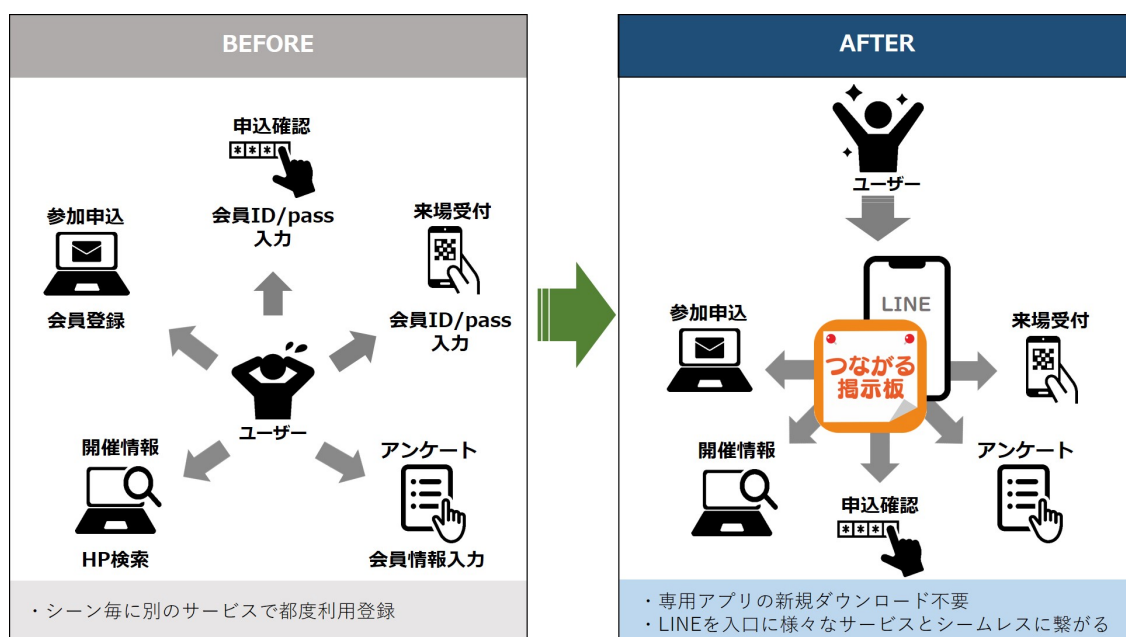 BEFORE
申込確認
****
会員ID/pass
入力
参加申込
会員登録
来場受付
会員ID/pass
入力
ユーザー
開催情報
HP検索
アンケート
会員情報入力
・シーン毎に別のサービスで都度利用登録
AFTER
ユーザー
LINE
つながる
掲示板
参加申込
来場受付
開催情報
アンケート
申込確認
****
・専用アプリの新規ダウンロード不要
・LINEを入口に様々なサービスとシームレスに繋がる